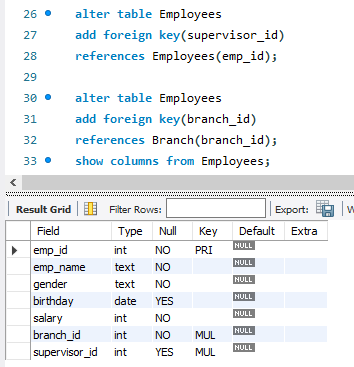 26 alter table Employees
27 add foreign key(supervisor_id)
28 references Employees(emp_id);
29
30 alter table Employees
31 add foreign key(branch_id)
32 references Branch(branch_id);
33 show columns from Employees;
Result Grid Filter Rows: Export:
Field Type Null Key Default Extra
emp_id int NO PRI NULL
emp_name text NO NULL
gender text NO NULL
birthday date YES NULL
salary int NO NULL
branch_id int NO MUL NULL
supervisor_id int YES MUL NULL